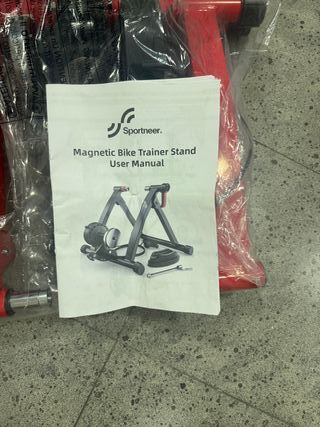 Sportneer.
Magnetic Bike Trainer Stand
User Manual